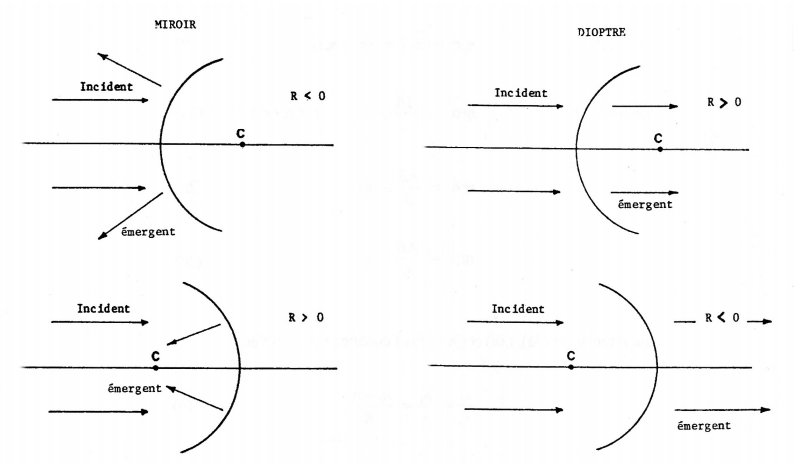 MIROIR
Incident
R < 0
C
émergent
DIOPTRE
Incident
R > 0
C
émergent
Incident
R > 0
C
émergent
Incident
R < 0
C
émergent